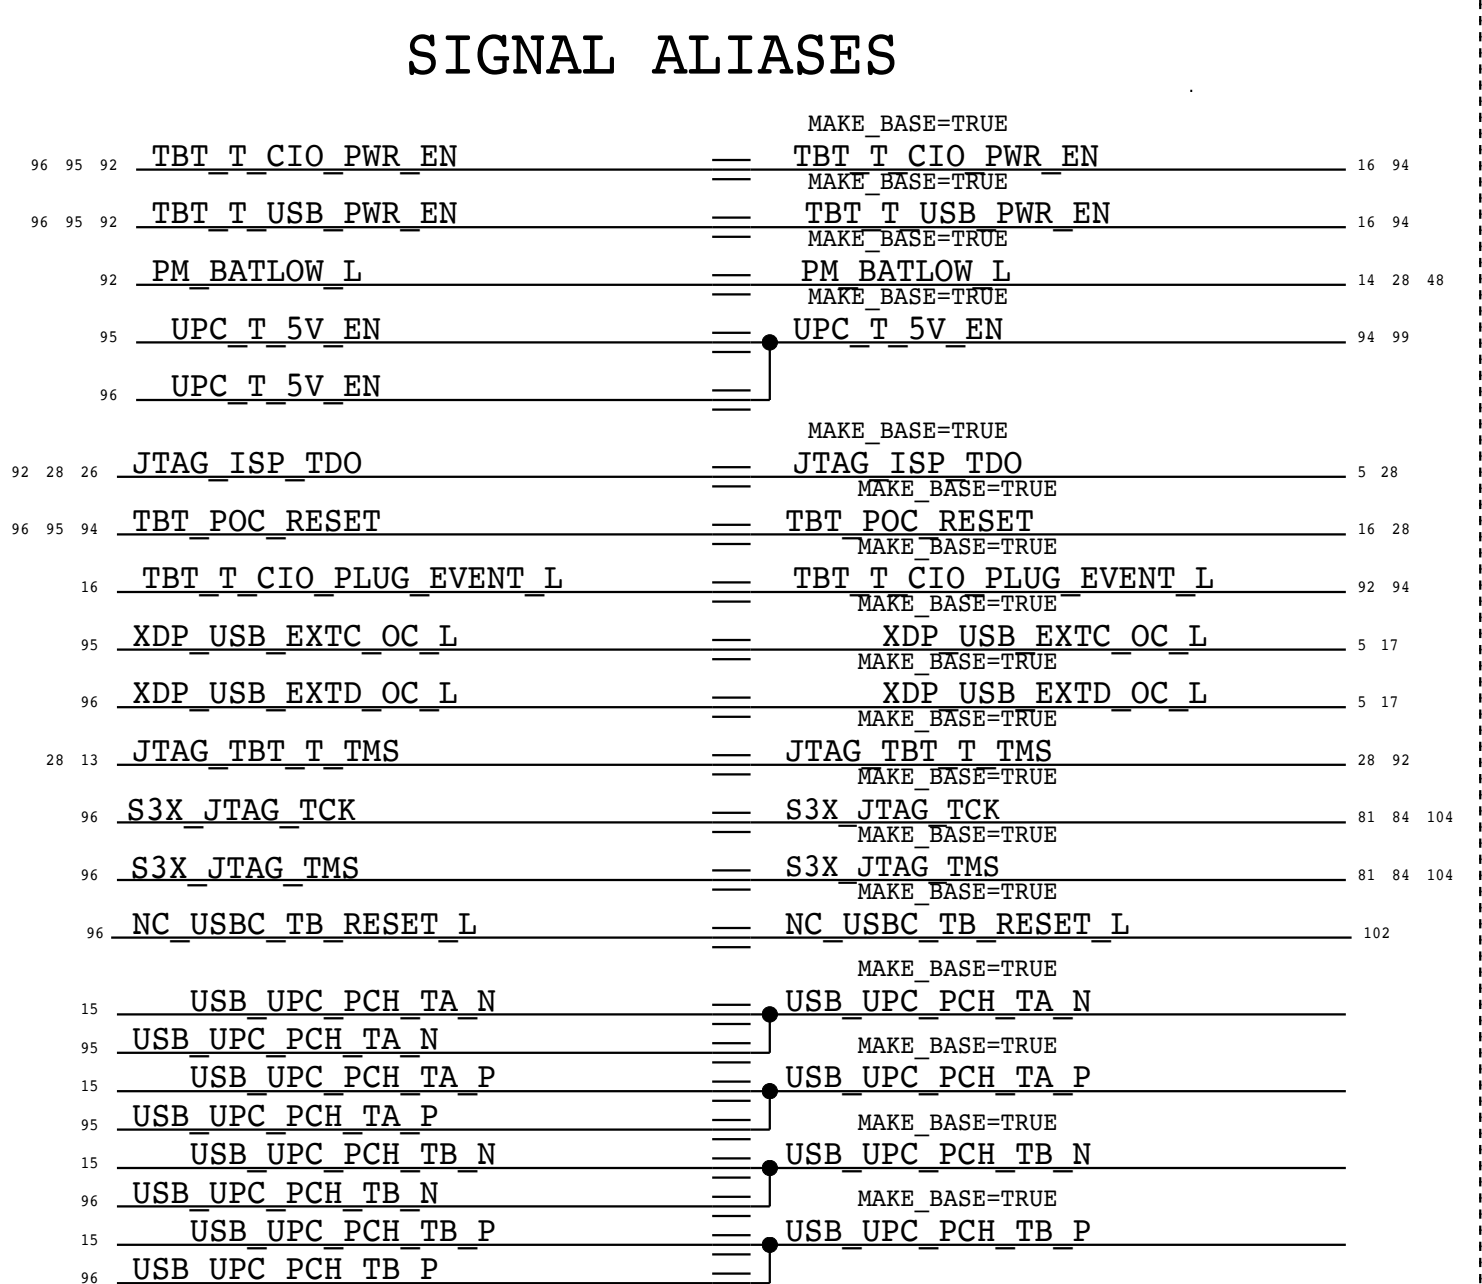 SIGNAL ALIASES
MAKE_BASE=TRUE
96 95 92 TBT_T_CIO_PWR_EN TBT_T_CIO_PWR_EN 16 94
MAKE_BASE=TRUE
96 95 92 TBT_T_USB_PWR_EN TBT_T_USB_PWR_EN 16 94
MAKE_BASE=TRUE
92 PM_BATLOW_L PM_BATLOW_L 14 28 48
MAKE_BASE=TRUE
95 UPC_T_5V_EN UPC_T_5V_EN 94 99
96 UPC_T_5V_EN
MAKE_BASE=TRUE
92 28 26 JTAG_ISP_TDO JTAG_ISP_TDO 5 28
MAKE_BASE=TRUE
96 95 94 TBT_POC_RESET TBT_POC_RESET 16 28
MAKE_BASE=TRUE
16 TBT_T_CIO_PLUG_EVENT_L TBT_T_CIO_PLUG_EVENT_L 92 94
MAKE_BASE=TRUE
95 XDP_USB_EXTC_OC_L XDP_USB_EXTC_OC_L 5 17
MAKE_BASE=TRUE
96 XDP_USB_EXTD_OC_L XDP_USB_EXTD_OC_L 5 17
MAKE_BASE=TRUE
28 13 JTAG_TBT_T_TMS JTAG_TBT_T_TMS 28 92
MAKE_BASE=TRUE
96 S3X_JTAG_TCK S3X_JTAG_TCK 81 84 104
MAKE_BASE=TRUE
96 S3X_JTAG_TMS S3X_JTAG_TMS 81 84 104
MAKE_BASE=TRUE
96 NC_USBC_TB_RESET_L NC_USBC_TB_RESET_L 102
MAKE_BASE=TRUE
15 USB_UPC_PCH_TA_N USB_UPC_PCH_TA_N
95 USB_UPC_PCH_TA_N MAKE_BASE=TRUE
15 USB_UPC_PCH_TA_P USB_UPC_PCH_TA_P
95 USB_UPC_PCH_TA_P MAKE_BASE=TRUE
15 USB_UPC_PCH_TB_N USB_UPC_PCH_TB_N
96 USB_UPC_PCH_TB_N MAKE_BASE=TRUE
15 USB_UPC_PCH_TB_P USB_UPC_PCH_TB_P
96 USB_UPC_PCH_TB_P